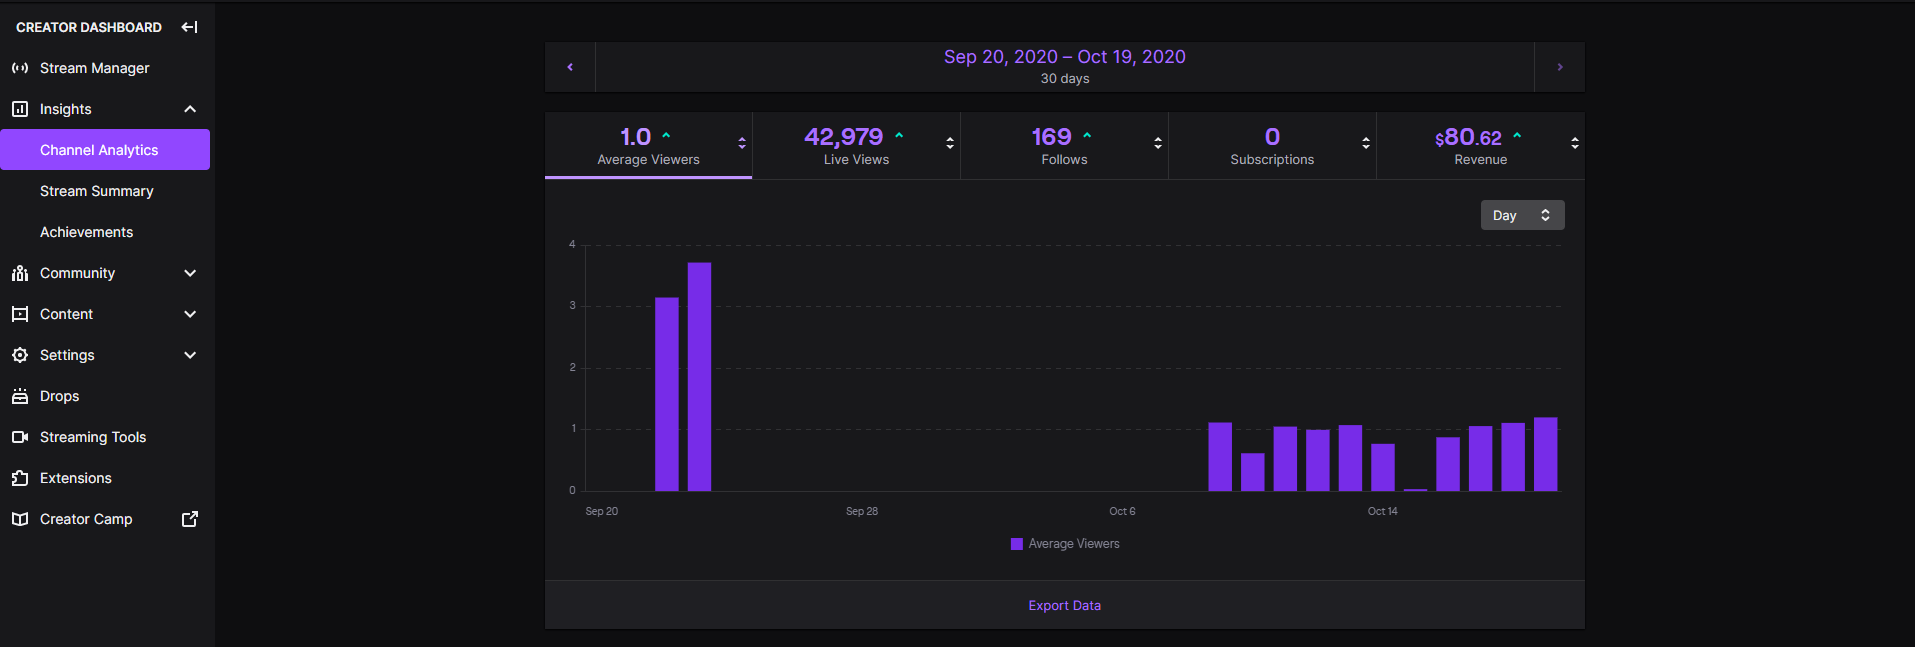 CREATOR DASHBOARD
Stream Manager
Insights
Channel Analytics
Stream Summary
Achievements
Community
Content
Settings
Drops
Streaming Tools
Extensions
Creator Camp
Sep 20, 2020 – Oct 19, 2020
30 days
1.0
Average Viewers
42,979
Live Views
169
Follows
0
Subscriptions
$80.62
Revenue
Day
4
3
2
1
0
Sep 20 Sep 28 Oct 6 Oct 14
Average Viewers
Export Data